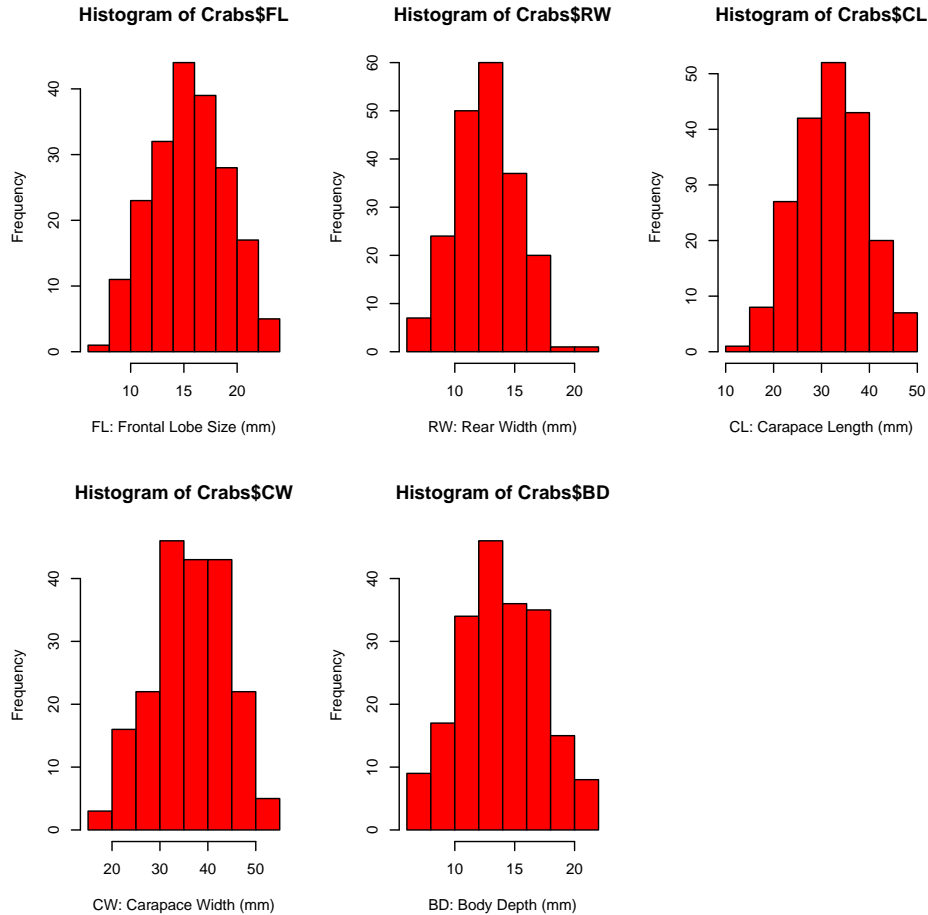 Histogram of Crabs$FL
Frequency
0 10 20 30 40
10 15 20
FL: Frontal Lobe Size (mm)
Histogram of Crabs$RW
Frequency
0 10 20 30 40 50 60
10 15 20
RW: Rear Width (mm)
Histogram of Crabs$CL
Frequency
0 10 20 30 40 50
10 20 30 40 50
CL: Carapace Length (mm)
Histogram of Crabs$CW
Frequency
0 10 20 30 40
20 30 40 50
CW: Carapace Width (mm)
Histogram of Crabs$BD
Frequency
0 10 20 30 40
10 15 20
BD: Body Depth (mm)